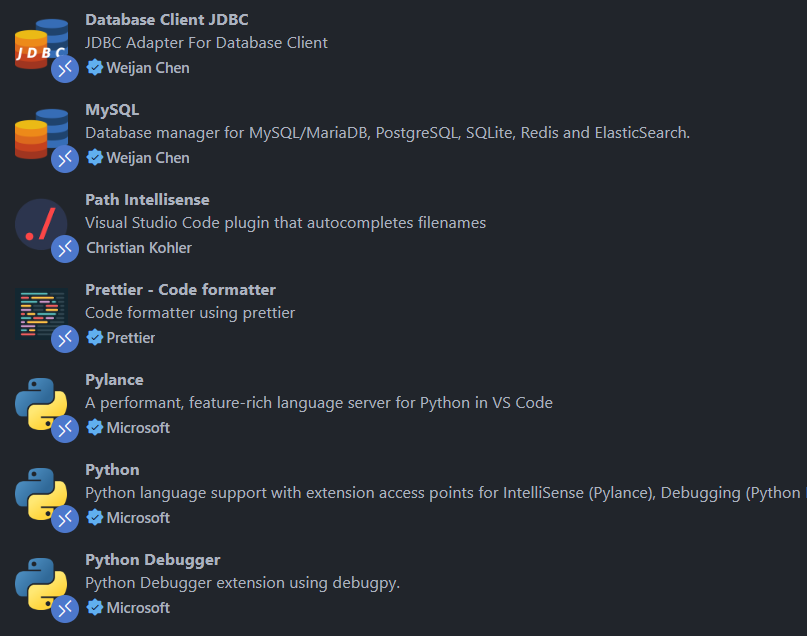 Database Client JDBC
JDBC
JDBC Adapter For Database Client
Weijan Chen
MySQL
Database manager for MySQL/MariaDB, PostgreSQL, SQLite, Redis and ElasticSearch.
Weijan Chen
Path Intellisense
./
Visual Studio Code plugin that autocompletes filenames
Christian Kohler
Prettier - Code formatter
Code formatter using prettier
Prettier
Pylance
A performant, feature-rich language server for Python in VS Code
Microsoft
Python
Python language support with extension access points for IntelliSense (Pylance), Debugging (Python
Microsoft
Python Debugger
Python Debugger extension using debugpy.
Microsoft